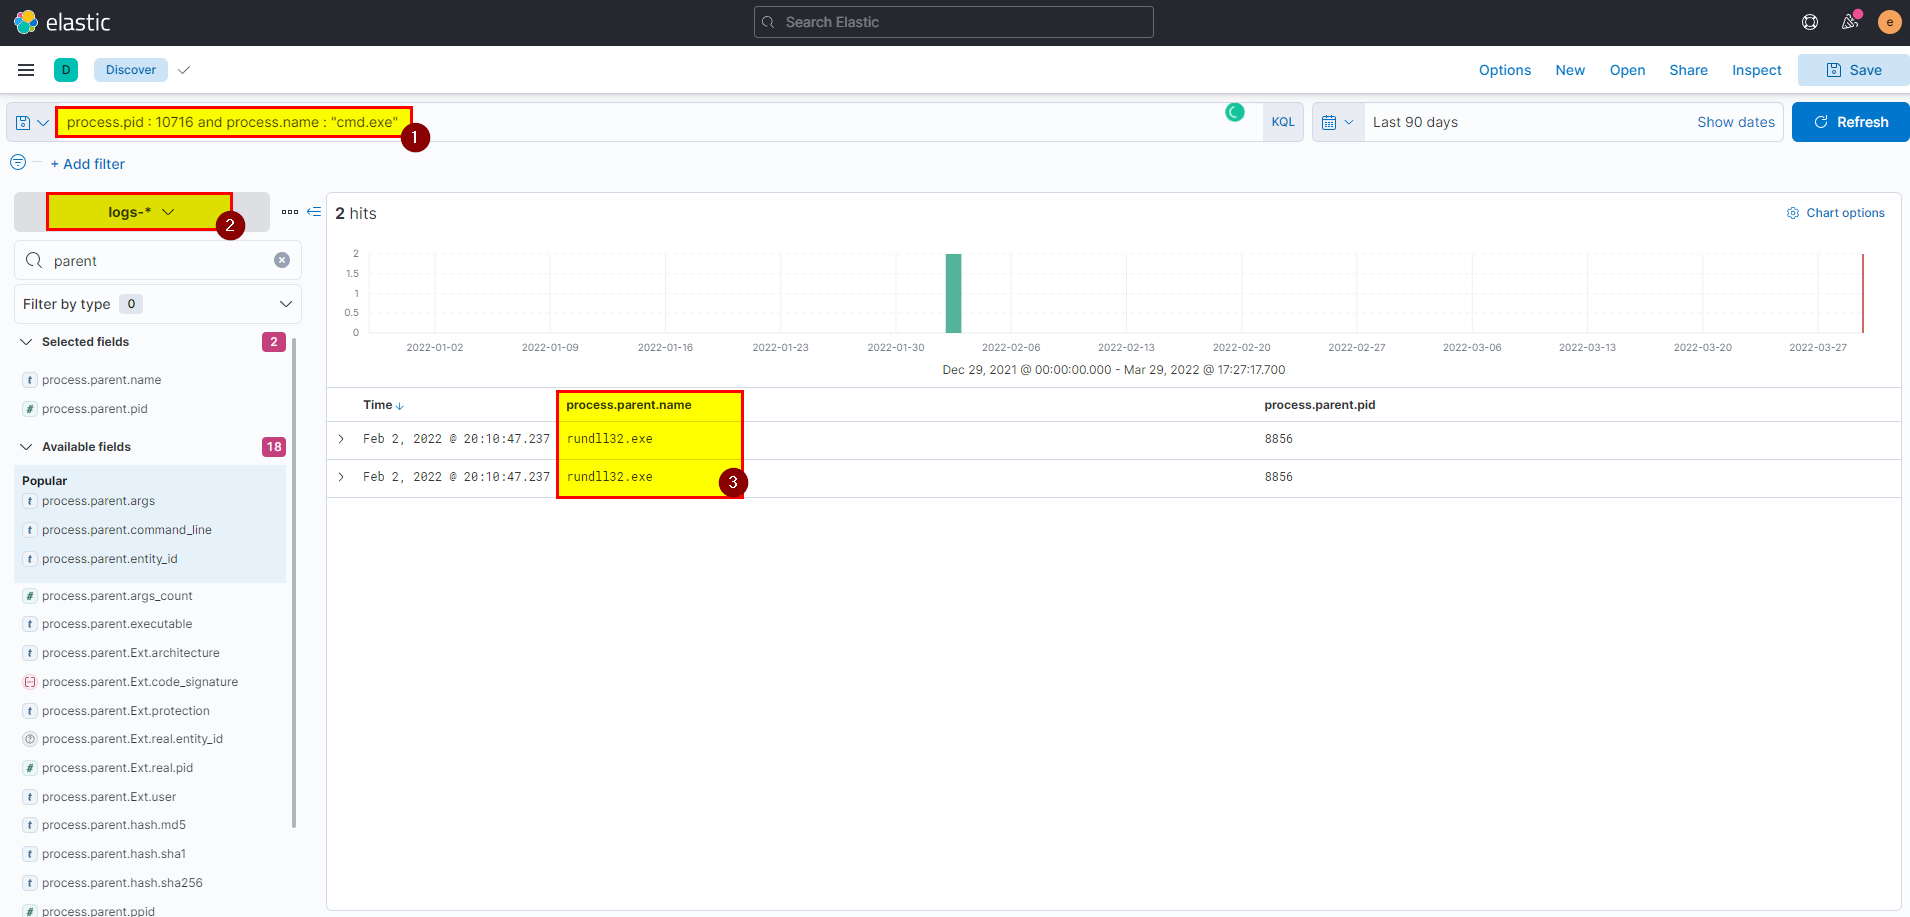 elastic
Search Elastic
e
D
Discover
Options New Open Share Inspect Save
process.pid : 10716 and process.name : "cmd.exe"
1
KQL
Last 90 days
Show dates
Refresh
+ Add filter
logs-*
2
2 hits
Chart options
parent
Filter by type 0
Selected fields 2
t process.parent.name
# process.parent.pid
Available fields 18
Popular
t process.parent.args
t process.parent.command_line
t process.parent.entity_id
# process.parent.args_count
t process.parent.executable
t process.parent.Ext.architecture
process.parent.Ext.code_signature
t process.parent.Ext.protection
? process.parent.Ext.real.entity_id
# process.parent.Ext.real.pid
t process.parent.Ext.user
t process.parent.hash.md5
t process.parent.hash.sha1
t process.parent.hash.sha256
# process.parent.ppid
2
1.5
1
0.5
0
2022-01-02 2022-01-09 2022-01-16 2022-01-23 2022-01-30 2022-02-06 2022-02-13 2022-02-20 2022-02-27 2022-03-06 2022-03-13 2022-03-20 2022-03-27
Dec 29, 2021 @ 00:00:00.000 - Mar 29, 2022 @ 17:27:17.700
Time process.parent.name process.parent.pid
Feb 2, 2022 @ 20:10:47.237 rundll32.exe 8856
Feb 2, 2022 @ 20:10:47.237 rundll32.exe 8856
3